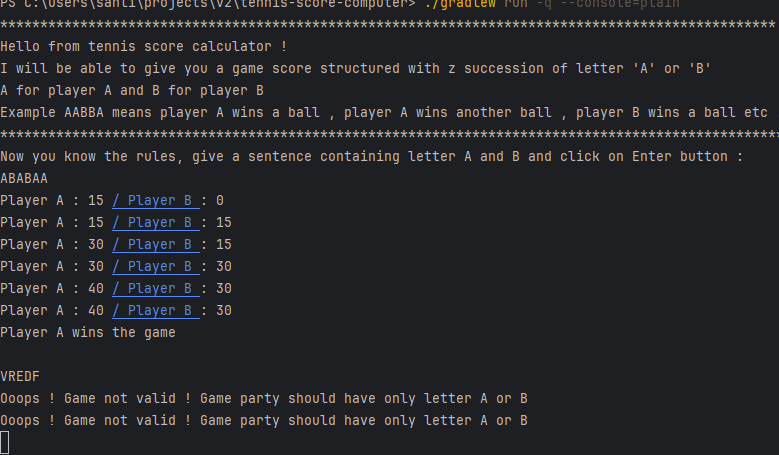 PS C:\Users\sanli\projects\v2\tennis-score-computer> ./gradlew run -q --console=plain
*************************************************************************************************
Hello from tennis score calculator !
I will be able to give you a game score structured with z succession of letter 'A' or 'B'
A for player A and B for player B
Example AABBA means player A wins a ball , player A wins another ball , player B wins a ball etc
**************************************************************************************************
Now you know the rules, give a sentence containing letter A and B and click on Enter button :
ABABAA
Player A : 15 / Player B : 0
Player A : 15 / Player B : 15
Player A : 30 / Player B : 15
Player A : 30 / Player B : 30
Player A : 40 / Player B : 30
Player A : 40 / Player B : 30
Player A wins the game
VREDF
Ooops ! Game not valid ! Game party should have only letter A or B
Ooops ! Game not valid ! Game party should have only letter A or B